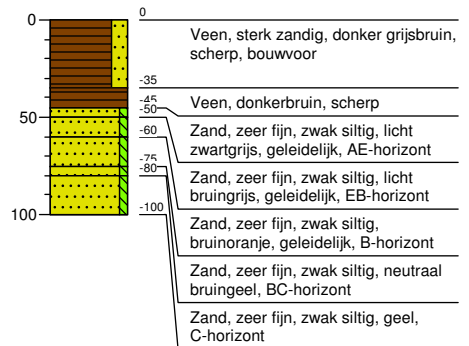 0
0
Veen, sterk zandig, donker grijsbruin,
scherp, bouwvoor
-35
Veen, donkerbruin, scherp
-45
50
-50
Zand, zeer fijn, zwak siltig, licht
zwartgrijs, geleidelijk, AE-horizont
-60
Zand, zeer fijn, zwak siltig, licht
bruingrijs, geleidelijk, EB-horizont
-75
-80
Zand, zeer fijn, zwak siltig,
bruinoranje, geleidelijk, B-horizont
100
-100
Zand, zeer fijn, zwak siltig, neutraal
bruingeel, BC-horizont
Zand, zeer fijn, zwak siltig, geel,
C-horizont